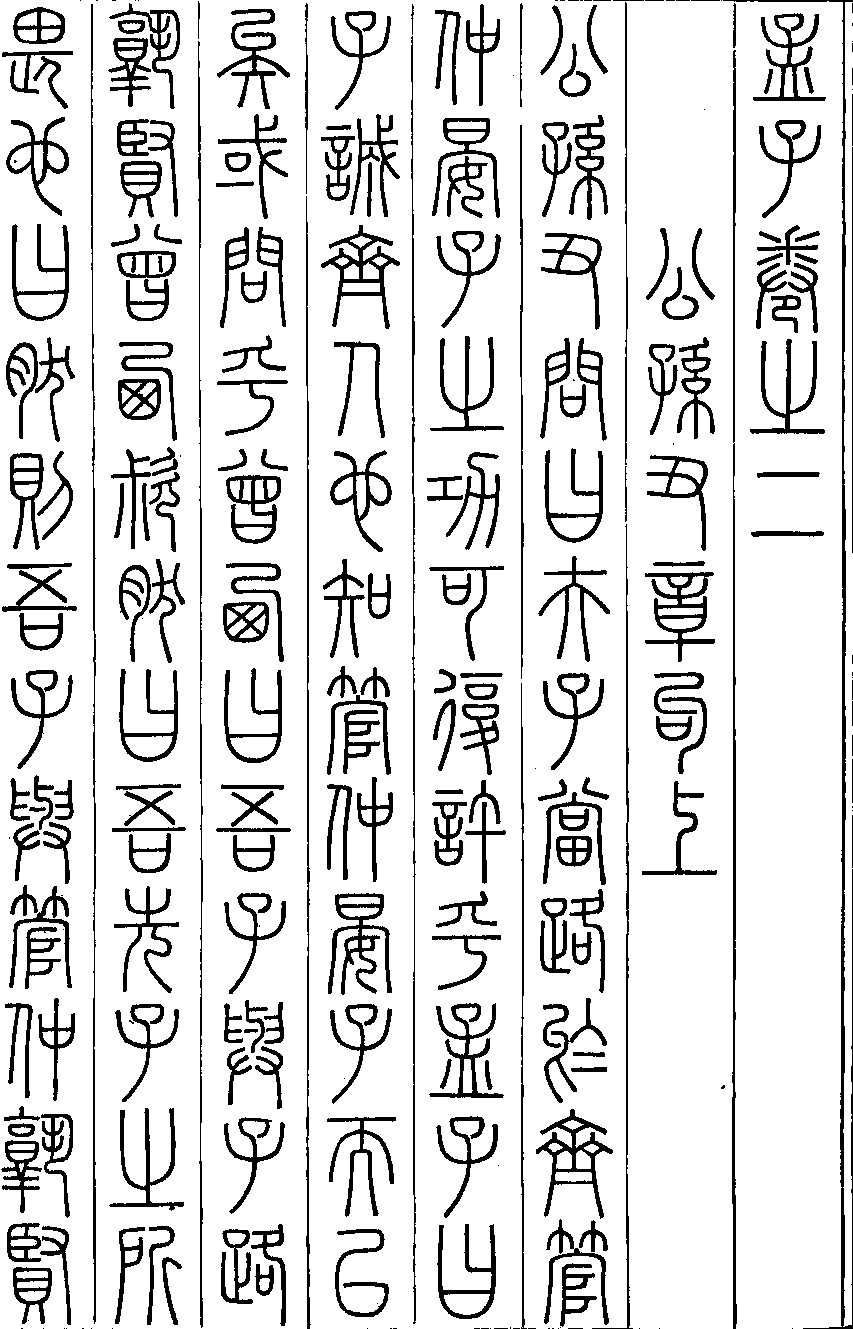 孟子卷之二
公孫丑章句上
公孫丑問曰夫子當路於齊管
仲晏子之功可復許乎孟子曰
子誠齊人也知管仲晏子而已
矣或問乎曾西曰吾子與子路
孰賢曾西然曰吾先子之所
畏也曰然則吾子與管仲孰賢